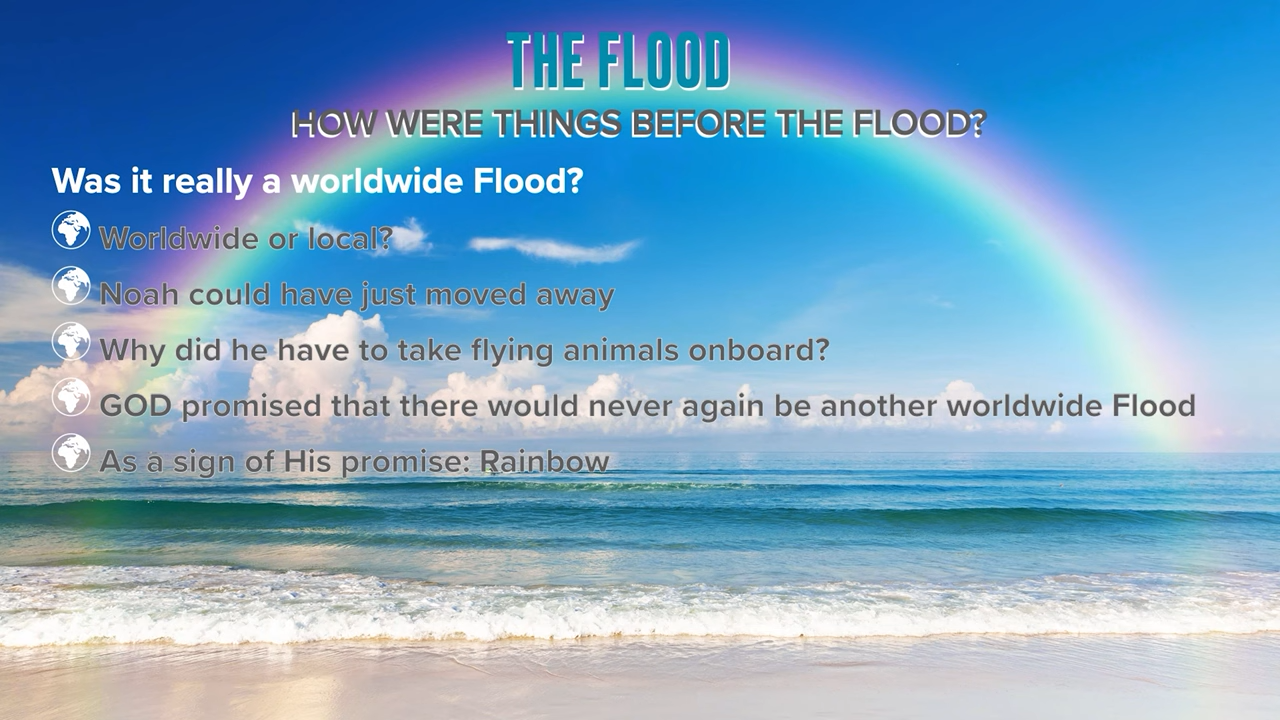 THE FLOOD
HOW WERE THINGS BEFORE THE FLOOD?
Was it really a worldwide Flood?
Worldwide or local?
Noah could have just moved away
Why did he have to take flying animals onboard?
GOD promised that there would never again be another worldwide Flood
As a sign of His promise: Rainbow